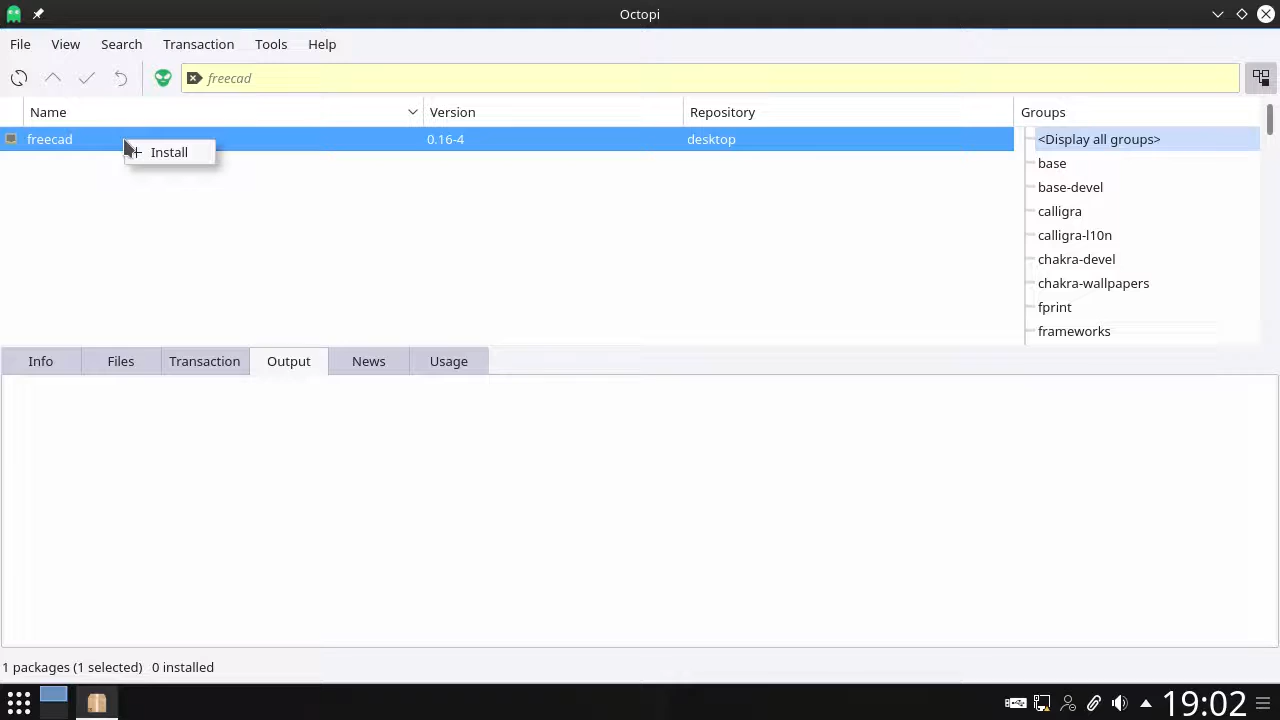 Octopi
File View Search Transaction Tools Help
freecad
Name Version Repository Groups
freecad 0.16-4 desktop <Display all groups>
Install
base
base-devel
calligra
calligra-l10n
chakra-devel
chakra-wallpapers
fprint
frameworks
Info Files Transaction Output News Usage
1 packages (1 selected) 0 installed
19:02